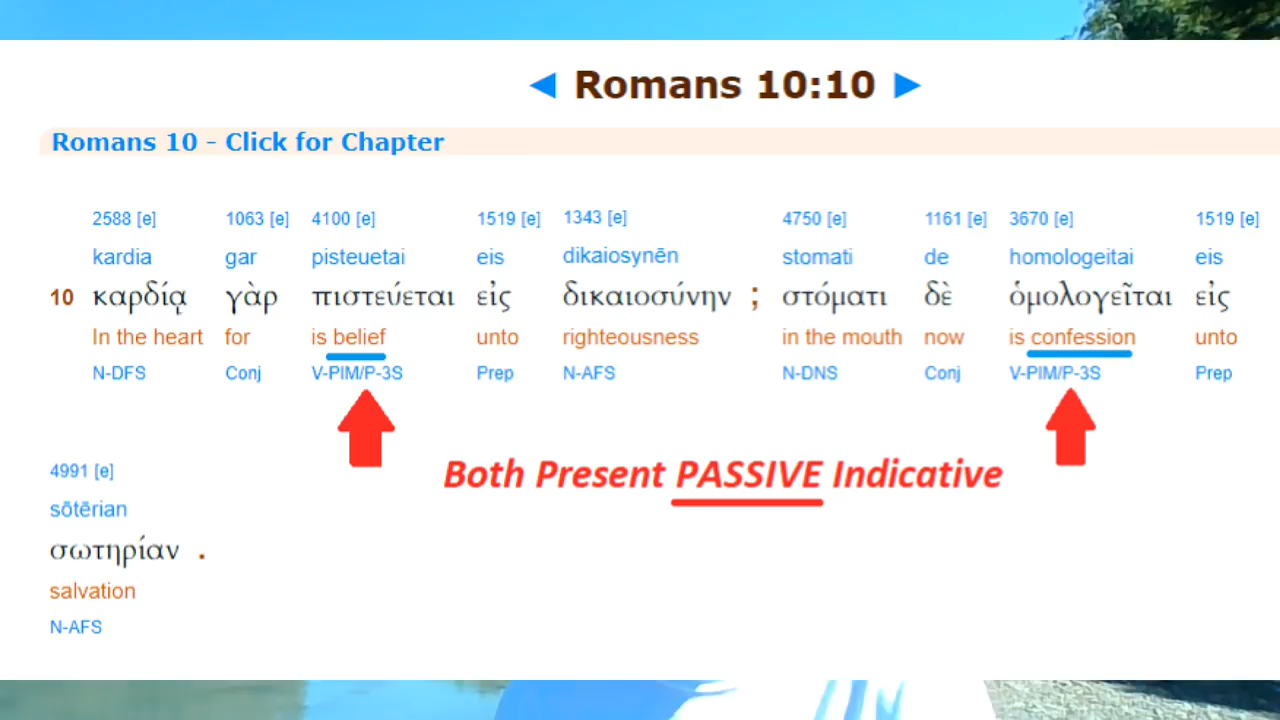 ◄ Romans 10:10 ►
Romans 10 - Click for Chapter
2588 [e] 1063 [e] 4100 [e] 1519 [e] 1343 [e] 4750 [e] 1161 [e] 3670 [e] 1519 [e]
kardia gar pisteuetai eis dikaiosynēn stomati de homologeitai eis
10 καρδίᾳ γὰρ πιστεύεται εἰς δικαιοσύνην ; στόματι δὲ ὁμολογεῖται εἰς
In the heart for is belief unto righteousness in the mouth now is confession unto
N-DFS Conj V-PIM/P-3S Prep N-AFS N-DNS Conj V-PIM/P-3S Prep
Both Present PASSIVE Indicative
4991 [e]
sōtērian
σωτηρίαν .
salvation
N-AFS